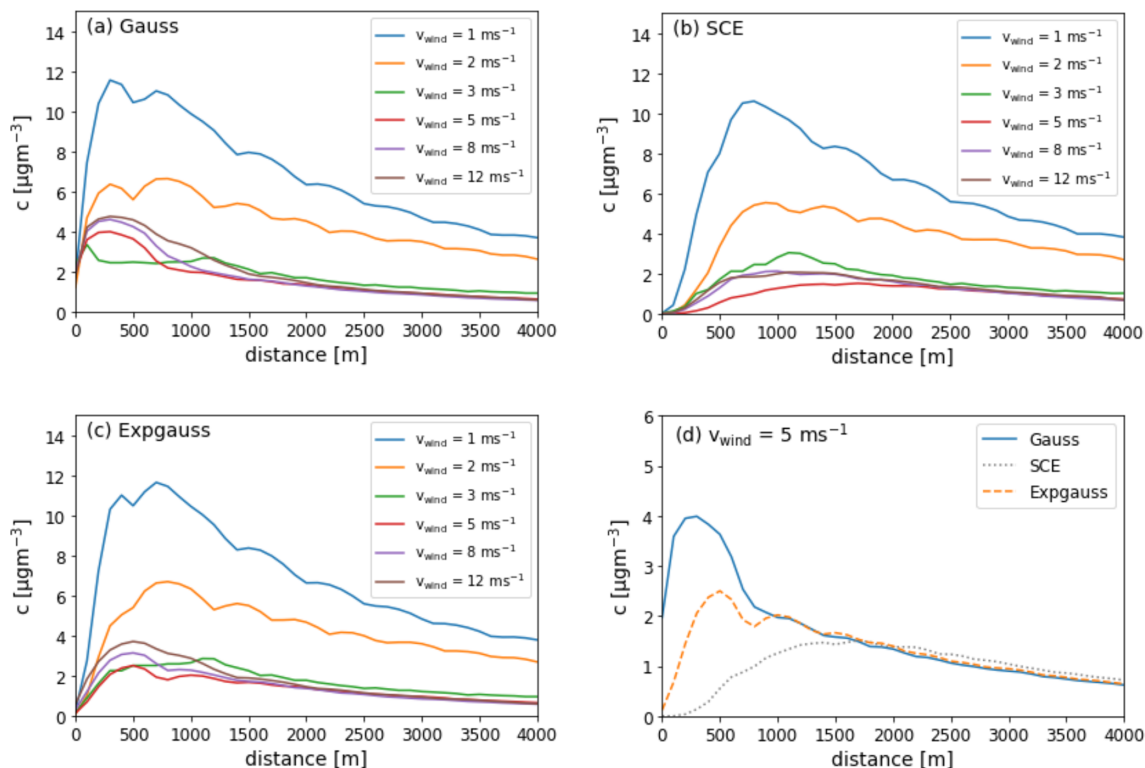 (a) Gauss
v_wind = 1 ms⁻¹
v_wind = 2 ms⁻¹
v_wind = 3 ms⁻¹
v_wind = 5 ms⁻¹
v_wind = 8 ms⁻¹
v_wind = 12 ms⁻¹
14
12
10
8
6
4
2
0
c [µgm⁻³]
0 500 1000 1500 2000 2500 3000 3500 4000
distance [m]
(b) SCE
v_wind = 1 ms⁻¹
v_wind = 2 ms⁻¹
v_wind = 3 ms⁻¹
v_wind = 5 ms⁻¹
v_wind = 8 ms⁻¹
v_wind = 12 ms⁻¹
14
12
10
8
6
4
2
0
c [µgm⁻³]
0 500 1000 1500 2000 2500 3000 3500 4000
distance [m]
(c) Expgauss
v_wind = 1 ms⁻¹
v_wind = 2 ms⁻¹
v_wind = 3 ms⁻¹
v_wind = 5 ms⁻¹
v_wind = 8 ms⁻¹
v_wind = 12 ms⁻¹
14
12
10
8
6
4
2
0
c [µgm⁻³]
0 500 1000 1500 2000 2500 3000 3500 4000
distance [m]
(d) v_wind = 5 ms⁻¹
Gauss
SCE
Expgauss
6
5
4
3
2
1
0
c [µgm⁻³]
0 500 1000 1500 2000 2500 3000 3500 4000
distance [m]